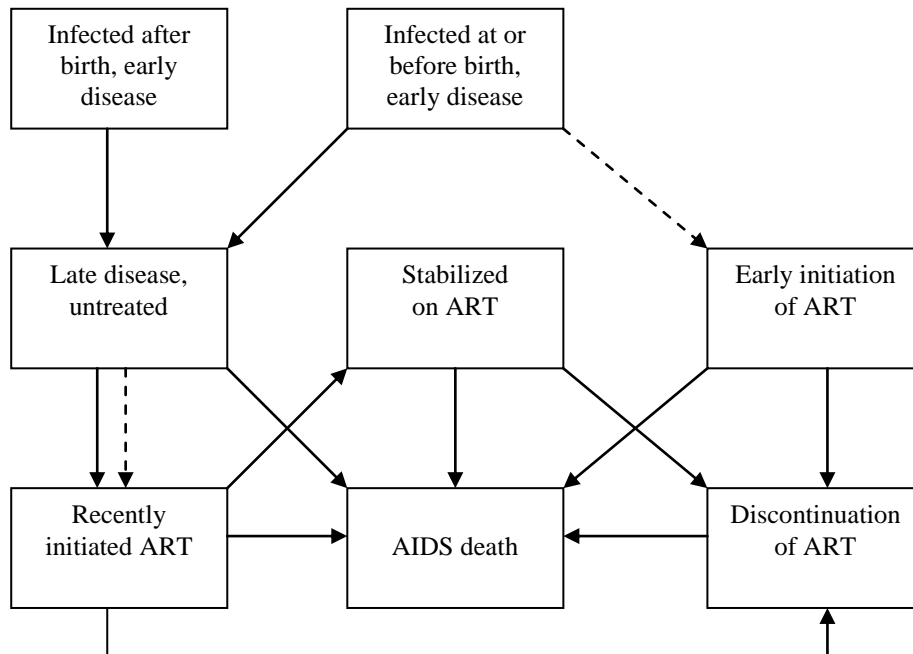 Infected after
birth, early
disease
Infected at or
before birth,
early disease
Late disease,
untreated
Stabilized
on ART
Early initiation
of ART
Recently
initiated ART
AIDS death
Discontinuation
of ART